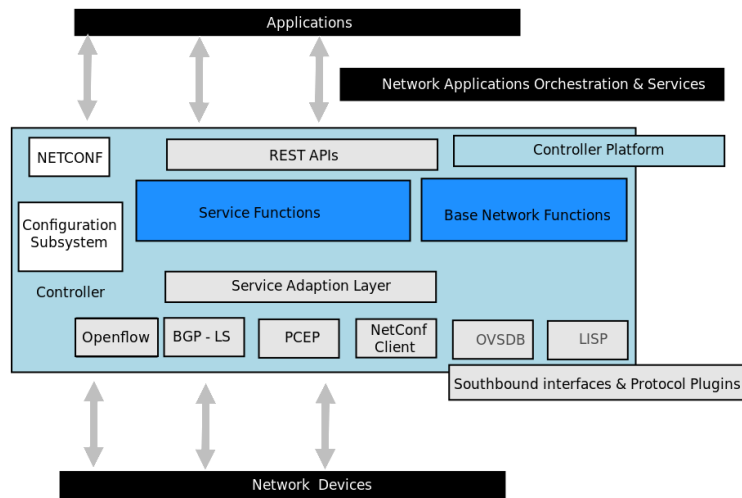 Applications
Network Applications Orchestration & Services
NETCONF
REST APIs
Controller Platform
Configuration
Subsystem
Service Functions
Base Network Functions
Controller
Service Adaption Layer
Openflow
BGP - LS
PCEP
NetConf
Client
OVSDB
LISP
Southbound interfaces & Protocol Plugins
Network Devices